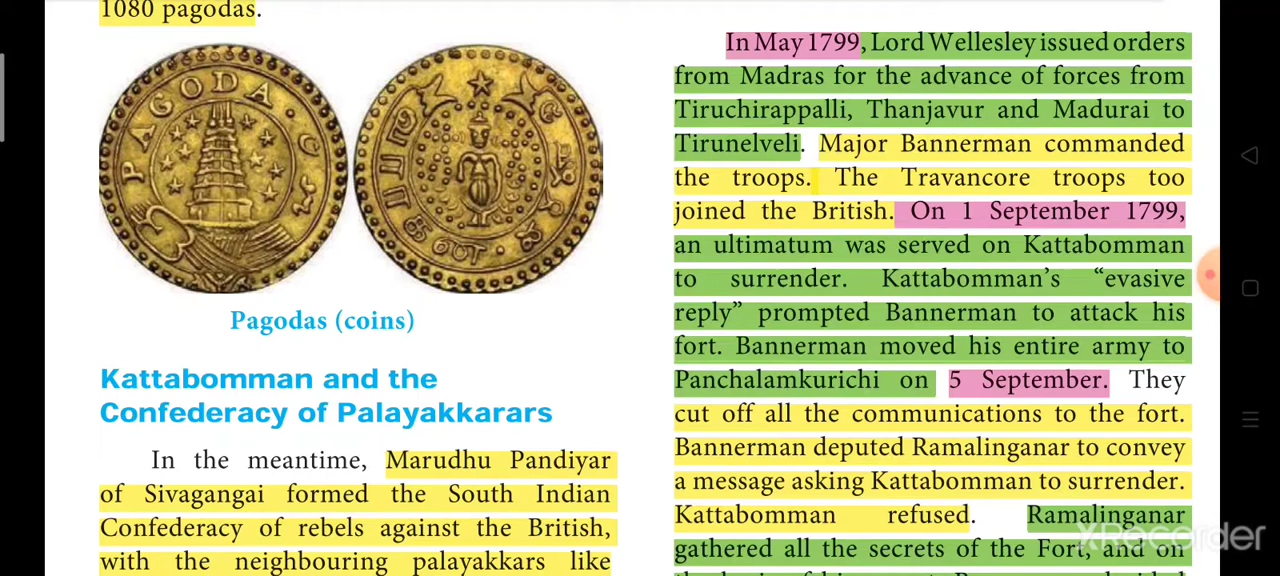 1080 pagodas.
PAGODA
Pagodas (coins)
Kattabomman and the
Confederacy of Palayakkarars
In the meantime, Marudhu Pandiyar
of Sivagangai formed the South Indian
Confederacy of rebels against the British,
with the neighbouring palayakkars like
In May 1799, Lord Wellesley issued orders
from Madras for the advance of forces from
Tiruchirappalli, Thanjavur and Madurai to
Tirunelveli. Major Bannerman commanded
the troops. The Travancore troops too
joined the British. On 1 September 1799,
an ultimatum was served on Kattabomman
to surrender. Kattabomman’s “evasive
reply” prompted Bannerman to attack his
fort. Bannerman moved his entire army to
Panchalamkurichi on 5 September. They
cut off all the communications to the fort.
Bannerman deputed Ramalinganar to convey
a message asking Kattabomman to surrender.
Kattabomman refused. Ramalinganar
gathered all the secrets of the Fort, and on
XRecorder